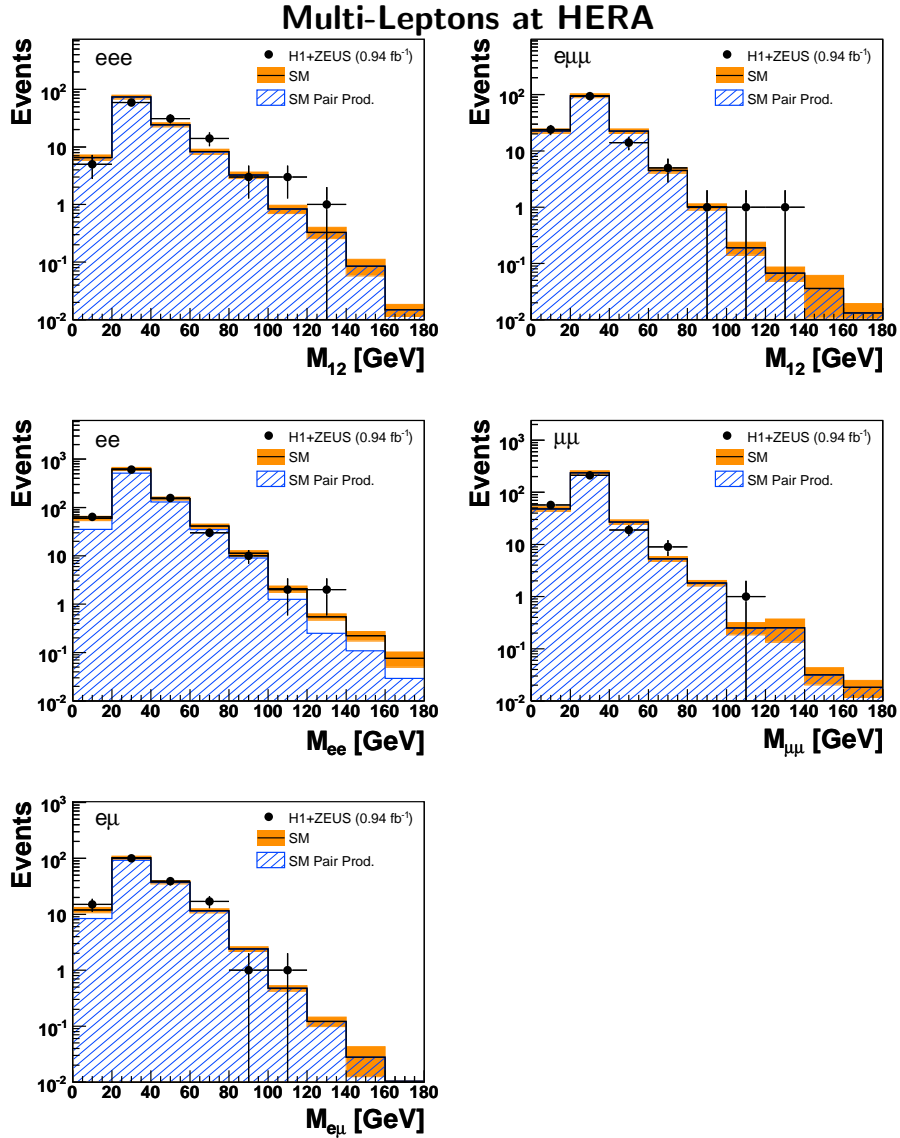 Multi-Leptons at HERA
eee
H1+ZEUS (0.94 fb⁻¹)
SM
SM Pair Prod.
Events
10²
10
1
10⁻¹
10⁻²
0 20 40 60 80 100 120 140 160 180
M₁₂ [GeV]
eμμ
H1+ZEUS (0.94 fb⁻¹)
SM
SM Pair Prod.
Events
10²
10
1
10⁻¹
10⁻²
0 20 40 60 80 100 120 140 160 180
M₁₂ [GeV]
ee
H1+ZEUS (0.94 fb⁻¹)
SM
SM Pair Prod.
Events
10³
10²
10
1
10⁻¹
10⁻²
0 20 40 60 80 100 120 140 160 180
Mₑₑ [GeV]
μμ
H1+ZEUS (0.94 fb⁻¹)
SM
SM Pair Prod.
Events
10³
10²
10
1
10⁻¹
10⁻²
0 20 40 60 80 100 120 140 160 180
M_μμ [GeV]
eμ
H1+ZEUS (0.94 fb⁻¹)
SM
SM Pair Prod.
Events
10³
10²
10
1
10⁻¹
10⁻²
0 20 40 60 80 100 120 140 160 180
M_eμ [GeV]